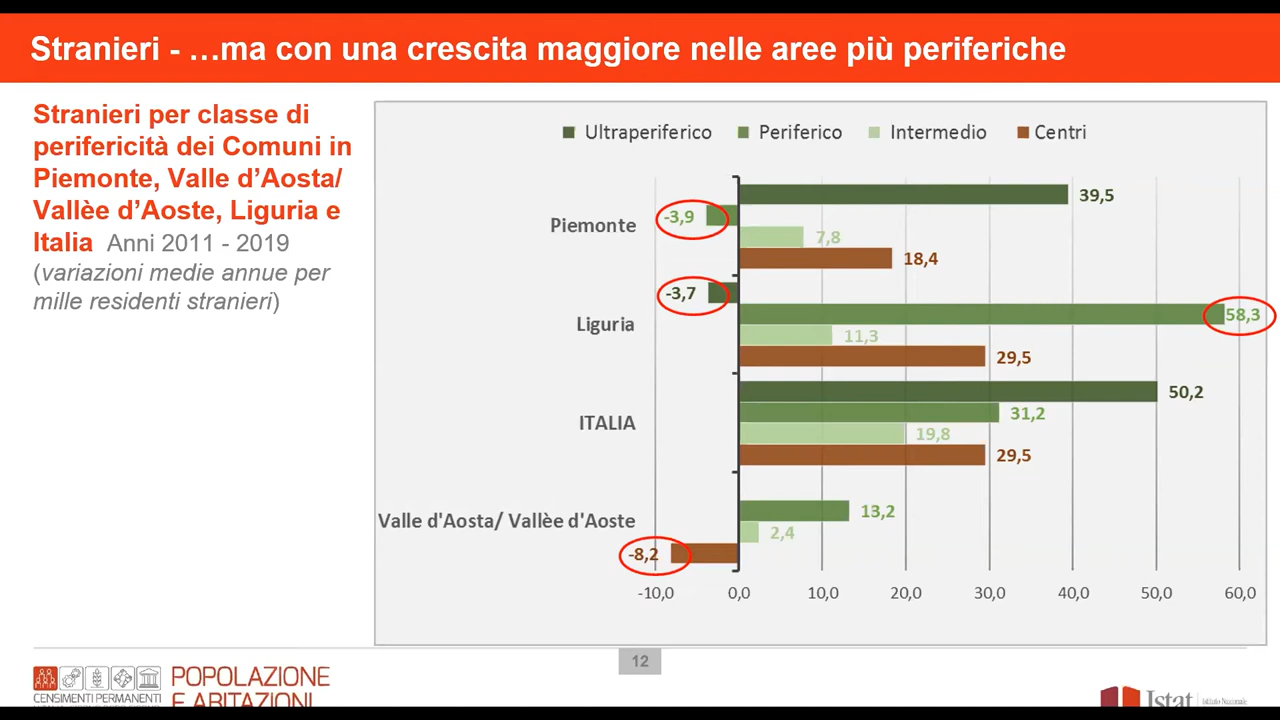 Stranieri - …ma con una crescita maggiore nelle aree più periferiche
Stranieri per classe di
perifericità dei Comuni in
Piemonte, Valle d’Aosta/
Vallèe d’Aoste, Liguria e
Italia Anni 2011 - 2019
(variazioni medie annue per
mille residenti stranieri)
Ultraperiferico Periferico Intermedio Centri
Piemonte
39,5
-3,9
7,8
18,4
Liguria
-3,7
58,3
11,3
29,5
ITALIA
50,2
31,2
19,8
29,5
Valle d'Aosta/ Vallèe d'Aoste
13,2
2,4
-8,2
-10,0 0,0 10,0 20,0 30,0 40,0 50,0 60,0
12
CENSIMENTI PERMANENTI
POPOLAZIONE
E ABITAZIONI
Istat